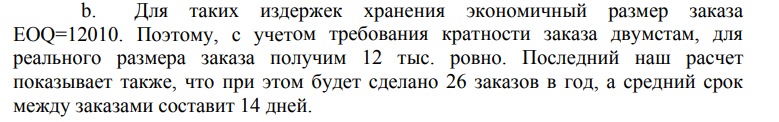 b. Для таких издержек хранения экономичный размер заказа
EOQ=12010. Поэтому, с учетом требования кратности заказа двумстам, для
реального размера заказа получим 12 тыс. ровно. Последний наш расчет
показывает также, что при этом будет сделано 26 заказов в год, а средний срок
между заказами составит 14 дней.